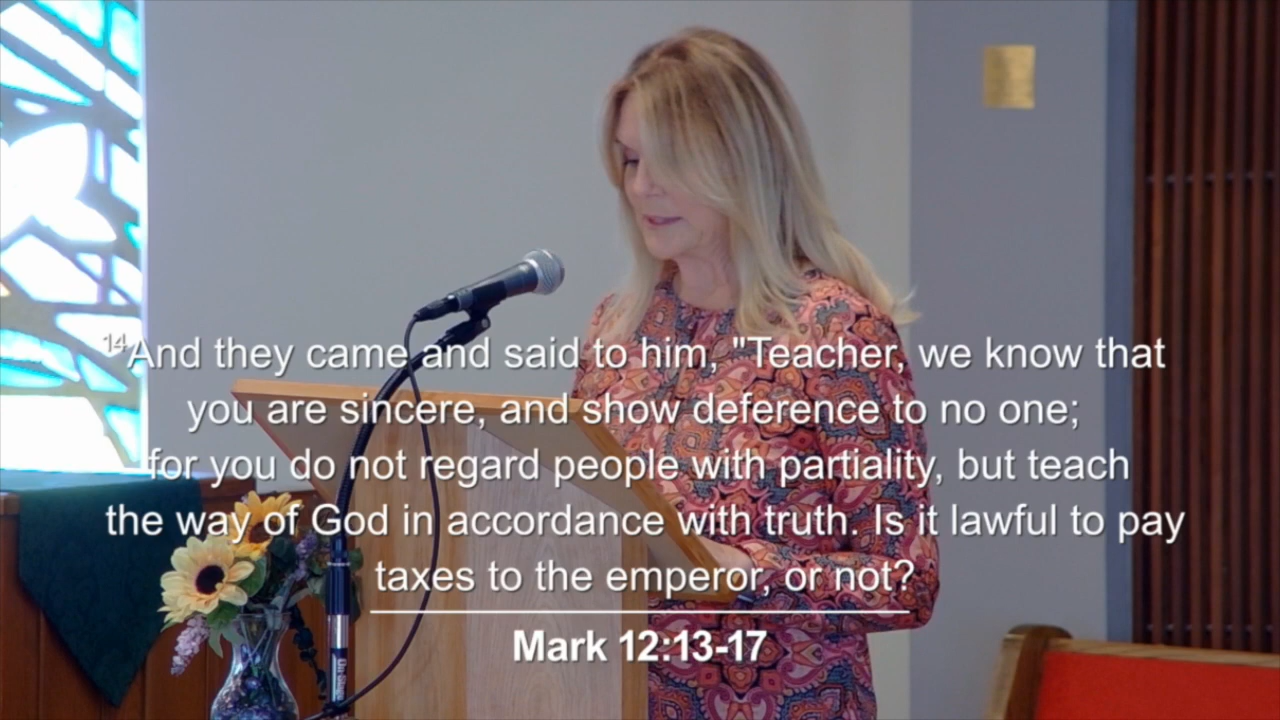 14And they came and said to him, "Teacher, we know that
you are sincere, and show deference to no one;
for you do not regard people with partiality, but teach
the way of God in accordance with truth. Is it lawful to pay
taxes to the emperor, or not?
Mark 12:13-17
On Stage